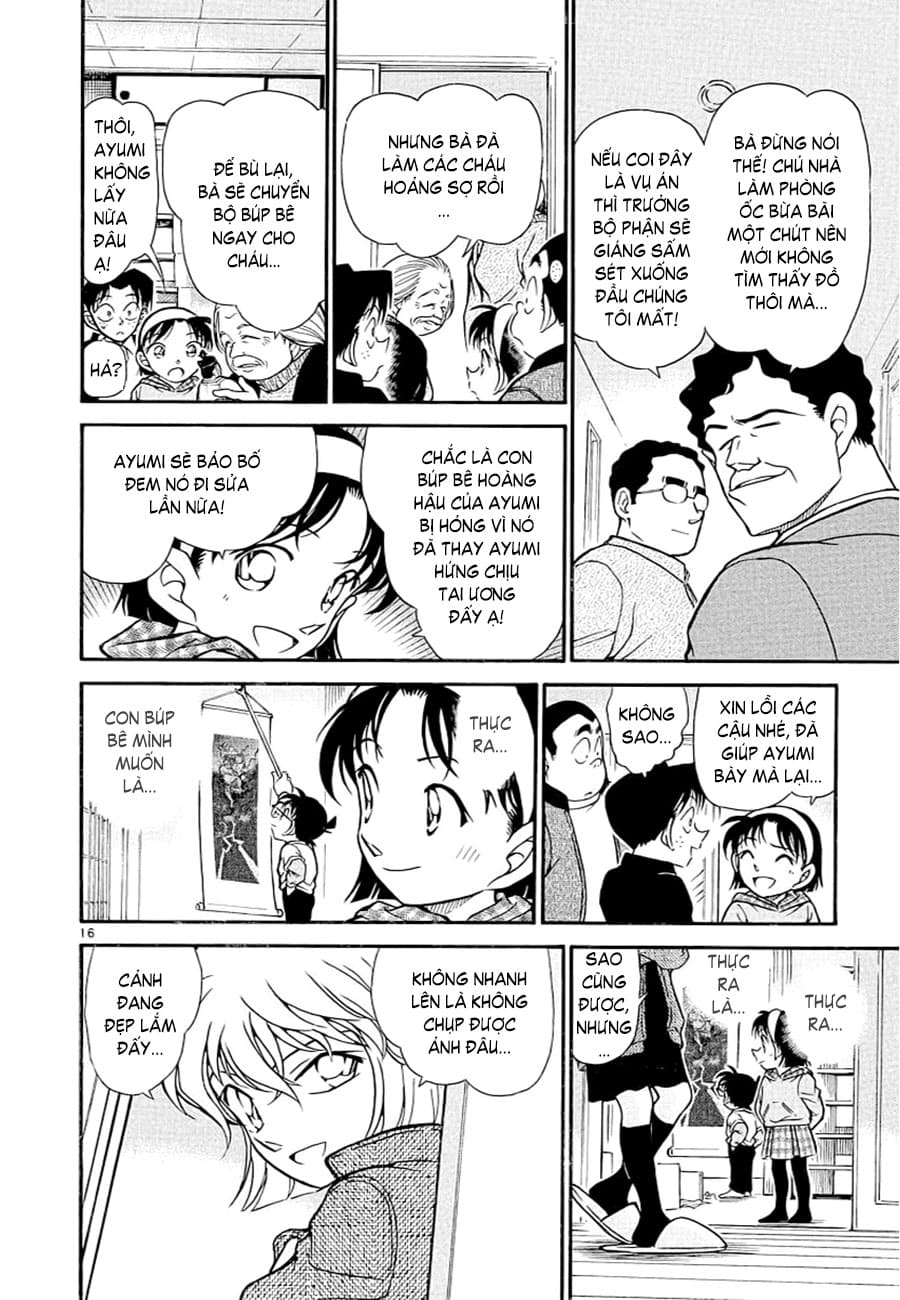 BÀ ĐỪNG NÓI
THẾ! CHÚ NHÀ
LÀM PHÒNG
ỐC BỪA BÃI
MỘT CHÚT NÊN
MỚI KHÔNG
TÌM THẤY ĐỒ
THÔI MÀ...
NẾU COI ĐÂY
LÀ VỤ ÁN
THÌ TRƯỞNG
BỘ PHẬN SẼ
GIÁNG SẤM
SÉT XUỐNG
ĐẦU CHÚNG
TÔI MẤT!
NHƯNG BÀ ĐÃ
LÀM CÁC CHÁU
HOẢNG SỢ RỒI
...
ĐỂ BÙ LẠI,
BÀ SẼ CHUYỂN
BỘ BÚP BÊ
NGAY CHO
CHÁU...
THÔI,
AYUMI
KHÔNG
LẤY
NỮA
ĐÂU
Ạ!
HẢ?
CHẮC LÀ CON
BÚP BÊ HOÀNG
HẬU CỦA AYUMI
BỊ HỎNG VÌ NÓ
ĐÃ THAY AYUMI
HỨNG CHỊU
TAI ƯƠNG
ĐẤY Ạ!
AYUMI SẼ BẢO BỐ
ĐEM NÓ ĐI SỬA
LẦN NỮA!
XIN LỖI CÁC
CẬU NHÉ, ĐÃ
GIÚP AYUMI
BÀY MÀ LẠI...
KHÔNG
SAO...
THỰC
RA...
CON BÚP
BÊ MÌNH
MUỐN
LÀ...
16
THỰC
RA...
THỰC
RA
LÀ...
SAO
CŨNG
ĐƯỢC,
NHƯNG
...
KHÔNG NHANH
LÊN LÀ KHÔNG
CHỤP ĐƯỢC
ẢNH ĐÂU...
CẢNH
ĐANG
ĐẸP LẮM
ĐẤY...